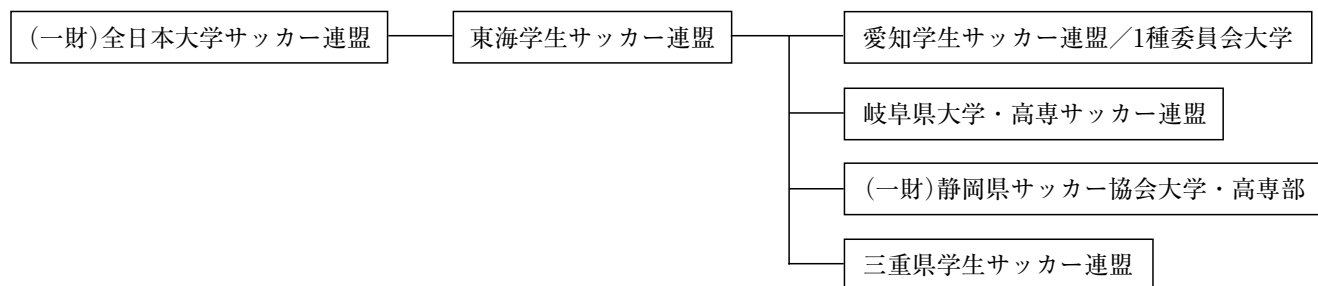 (一財)全日本大学サッカー連盟
東海学生サッカー連盟
愛知学生サッカー連盟／1種委員会大学
岐阜県大学・高専サッカー連盟
(一財)静岡県サッカー協会大学・高専部
三重県学生サッカー連盟